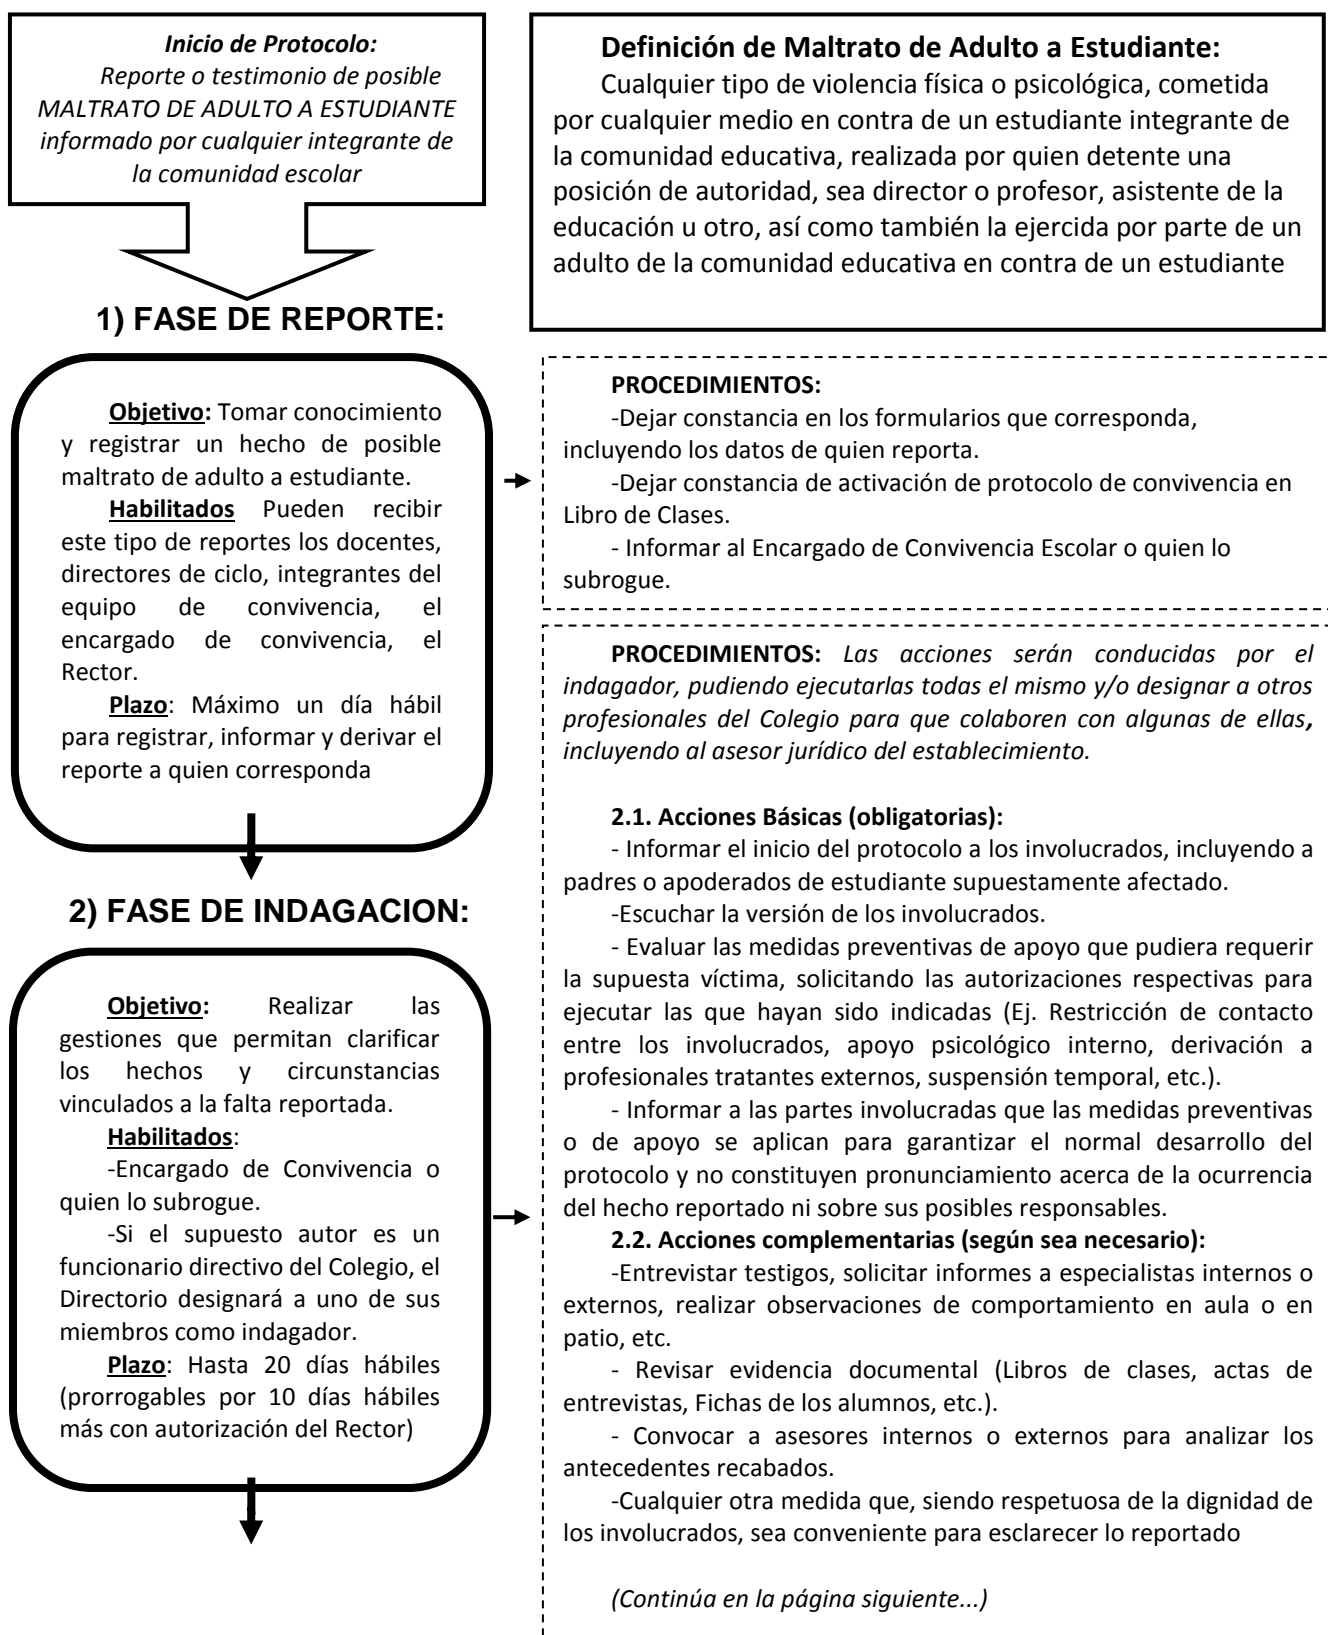 Inicio de Protocolo:
Reporte o testimonio de posible
MALTRATO DE ADULTO A ESTUDIANTE
informado por cualquier integrante de
la comunidad escolar
Definición de Maltrato de Adulto a Estudiante:
Cualquier tipo de violencia física o psicológica, cometida
por cualquier medio en contra de un estudiante integrante de
la comunidad educativa, realizada por quien detente una
posición de autoridad, sea director o profesor, asistente de la
educación u otro, así como también la ejercida por parte de un
adulto de la comunidad educativa en contra de un estudiante
1) FASE DE REPORTE:
Objetivo: Tomar conocimiento
y registrar un hecho de posible
maltrato de adulto a estudiante.
Habilitados Pueden recibir
este tipo de reportes los docentes,
directores de ciclo, integrantes del
equipo de convivencia, el
encargado de convivencia, el
Rector.
Plazo: Máximo un día hábil
para registrar, informar y derivar el
reporte a quien corresponda
PROCEDIMIENTOS:
-Dejar constancia en los formularios que corresponda,
incluyendo los datos de quien reporta.
-Dejar constancia de activación de protocolo de convivencia en
Libro de Clases.
- Informar al Encargado de Convivencia Escolar o quien lo
subrogue.
2) FASE DE INDAGACION:
Objetivo: Realizar las
gestiones que permitan clarificar
los hechos y circunstancias
vinculados a la falta reportada.
Habilitados:
-Encargado de Convivencia o
quien lo subrogue.
-Si el supuesto autor es un
funcionario directivo del Colegio, el
Directorio designará a uno de sus
miembros como indagador.
Plazo: Hasta 20 días hábiles
(prorrogables por 10 días hábiles
más con autorización del Rector)
PROCEDIMIENTOS: Las acciones serán conducidas por el
indagador, pudiendo ejecutarlas todas el mismo y/o designar a otros
profesionales del Colegio para que colaboren con algunas de ellas,
incluyendo al asesor jurídico del establecimiento.
2.1. Acciones Básicas (obligatorias):
- Informar el inicio del protocolo a los involucrados, incluyendo a
padres o apoderados de estudiante supuestamente afectado.
-Escuchar la versión de los involucrados.
- Evaluar las medidas preventivas de apoyo que pudiera requerir
la supuesta víctima, solicitando las autorizaciones respectivas para
ejecutar las que hayan sido indicadas (Ej. Restricción de contacto
entre los involucrados, apoyo psicológico interno, derivación a
profesionales tratantes externos, suspensión temporal, etc.).
- Informar a las partes involucradas que las medidas preventivas
o de apoyo se aplican para garantizar el normal desarrollo del
protocolo y no constituyen pronunciamiento acerca de la ocurrencia
del hecho reportado ni sobre sus posibles responsables.
2.2. Acciones complementarias (según sea necesario):
-Entrevistar testigos, solicitar informes a especialistas internos o
externos, realizar observaciones de comportamiento en aula o en
patio, etc.
- Revisar evidencia documental (Libros de clases, actas de
entrevistas, Fichas de los alumnos, etc.).
- Convocar a asesores internos o externos para analizar los
antecedentes recabados.
-Cualquier otra medida que, siendo respetuosa de la dignidad de
los involucrados, sea conveniente para esclarecer lo reportado
(Continúa en la página siguiente...)